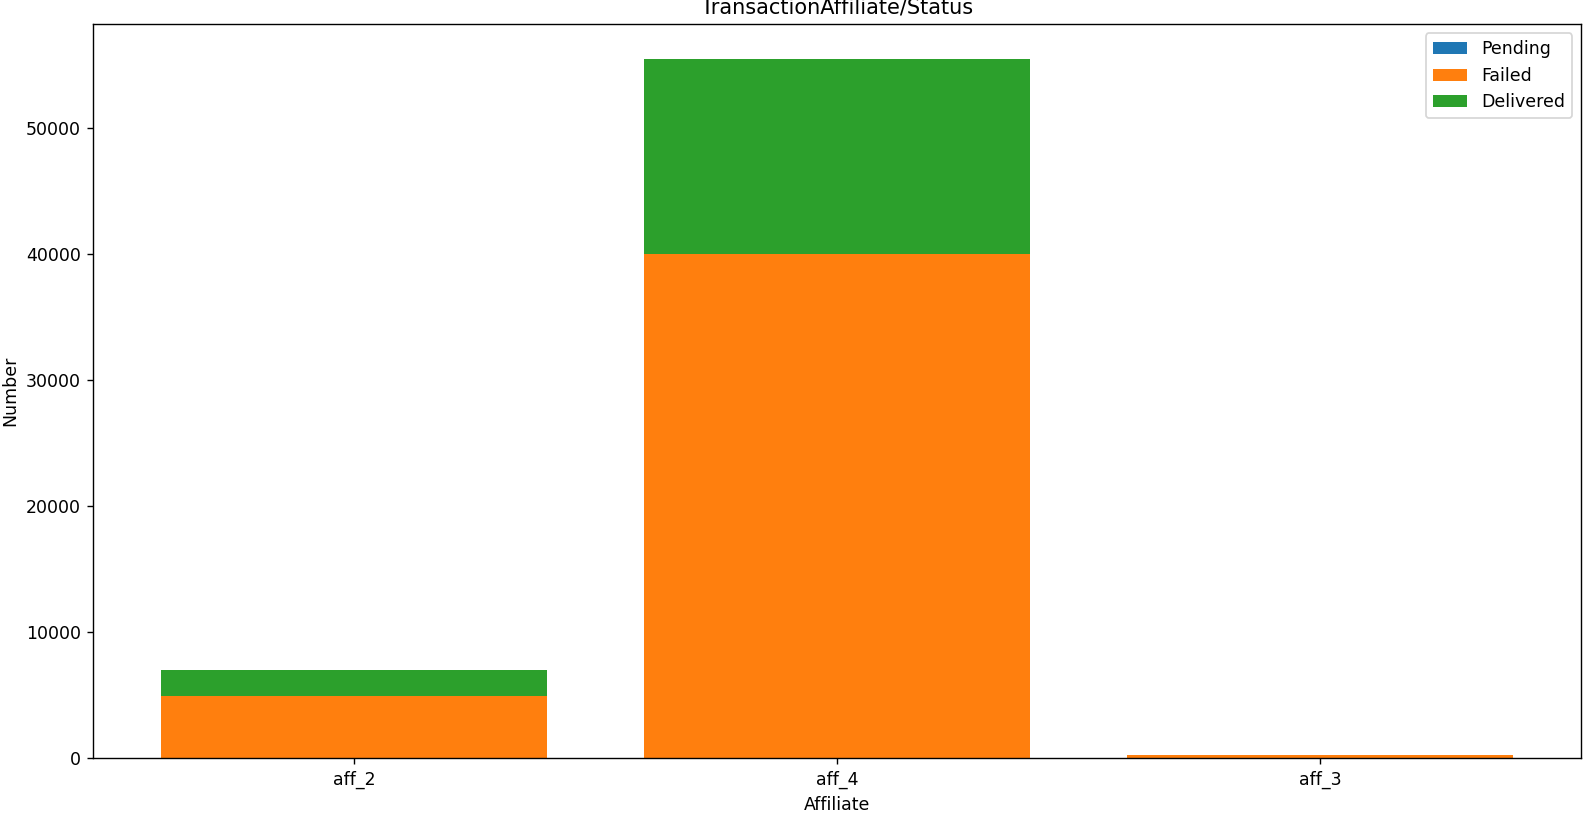 TransactionAffiliate/Status
Pending
Failed
Delivered
50000
40000
30000
20000
10000
0
Number
aff_2
aff_4
aff_3
Affiliate